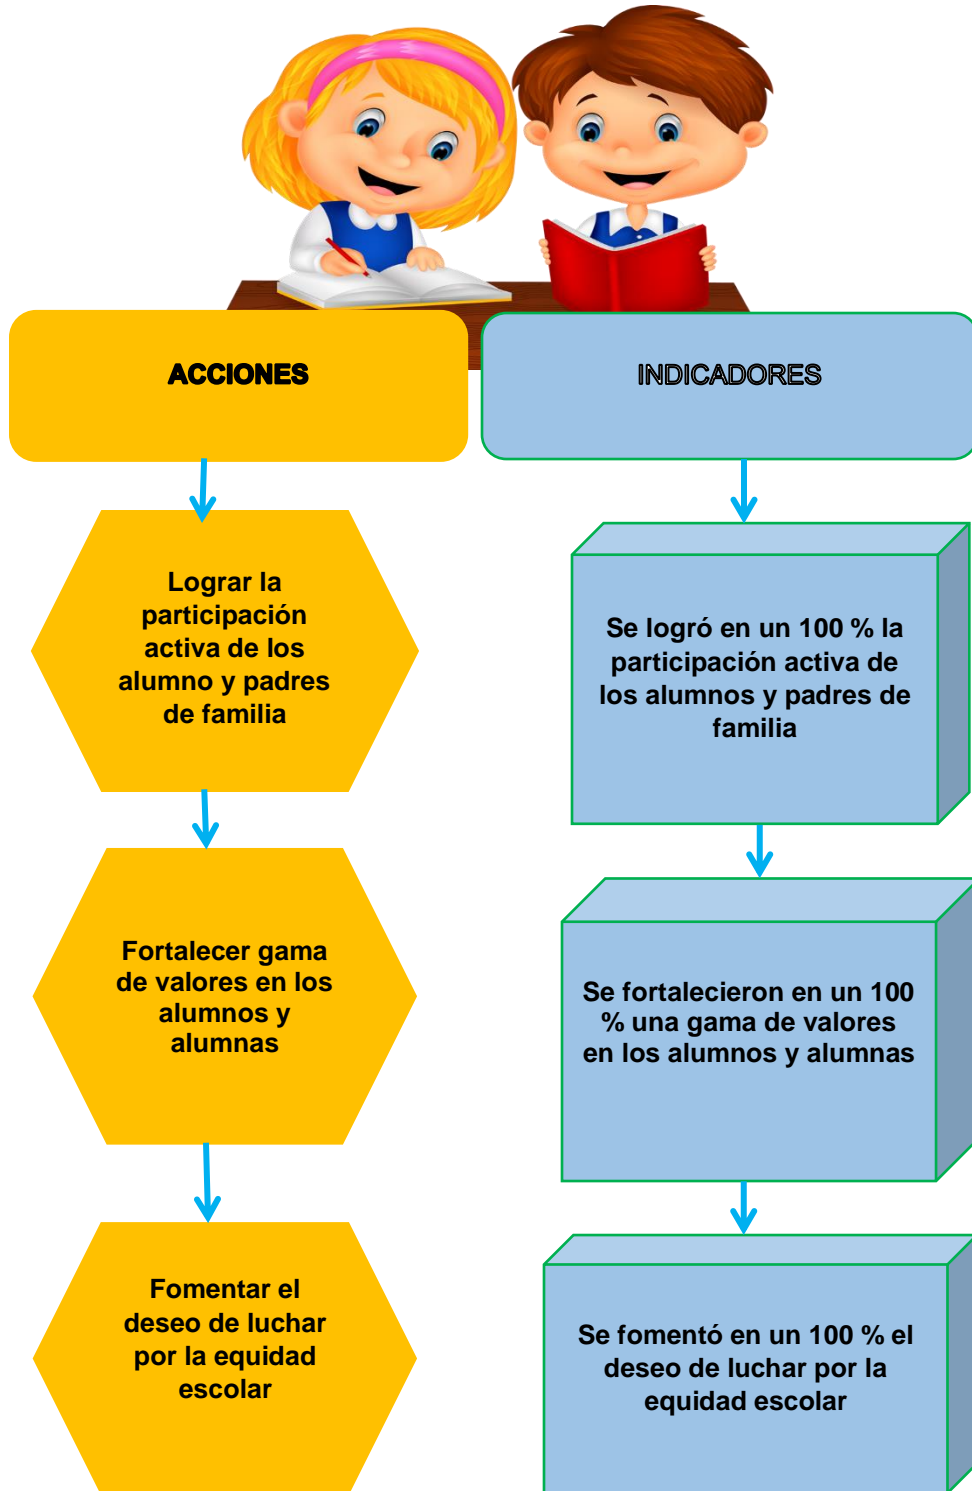 ACCIONES
INDICADORES
Lograr la
participación
activa de los
alumno y padres
de familia
Se logró en un 100 % la
participación activa de
los alumnos y padres de
familia
Fortalecer gama
de valores en los
alumnos y
alumnas
Se fortalecieron en un 100
% una gama de valores
en los alumnos y alumnas
Fomentar el
deseo de luchar
por la equidad
escolar
Se fomentó en un 100 % el
deseo de luchar por la
equidad escolar